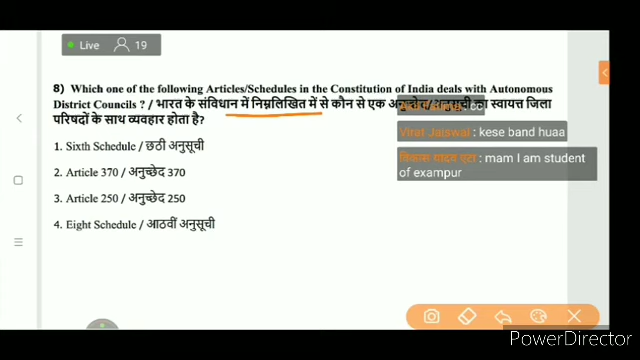 Live 19
8) Which one of the following Articles/Schedules in the Constitution of India deals with Autonomous
District Councils ? / भारत के संविधान में निम्नलिखित में से कौन से एक का स्वायत्त जिला
परिषदों के साथ व्यवहार होता है?
Virat Jaiswal : kese band huaa
विकास यादव एटा : mam I am student
of exampur
1. Sixth Schedule / छठी अनुसूची
2. Article 370 / अनुच्छेद 370
3. Article 250 / अनुच्छेद 250
4. Eight Schedule / आठवीं अनुसूची
PowerDirector